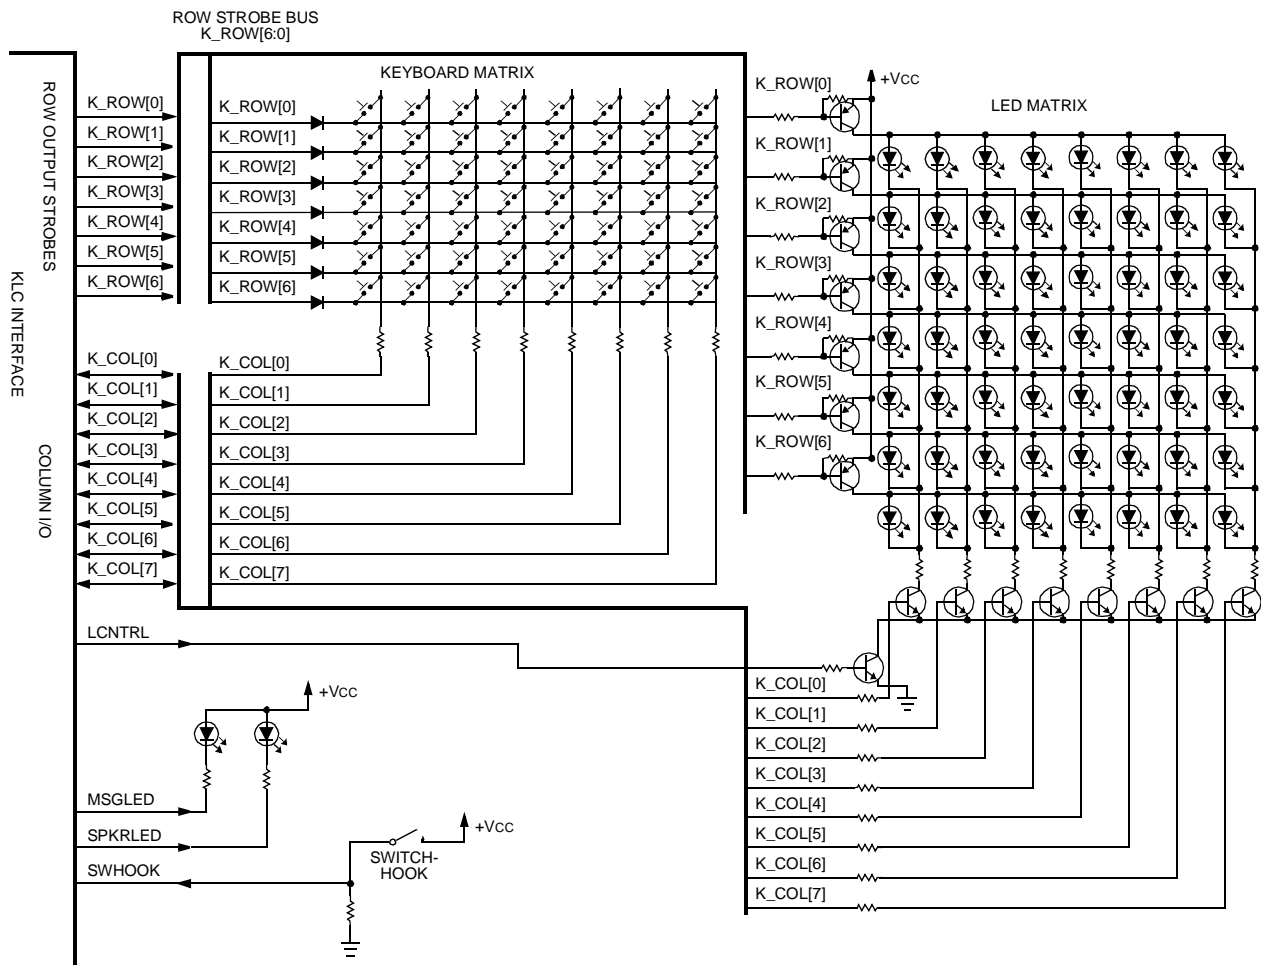 ROW STROBE BUS
K_ROW[6:0]
KEYBOARD MATRIX
LED MATRIX
ROW OUTPUT STROBES
K_ROW[0]
K_ROW[1]
K_ROW[2]
K_ROW[3]
K_ROW[4]
K_ROW[5]
K_ROW[6]
K_ROW[0]
K_ROW[1]
K_ROW[2]
K_ROW[3]
K_ROW[4]
K_ROW[5]
K_ROW[6]
K_ROW[0]
K_ROW[1]
K_ROW[2]
K_ROW[3]
K_ROW[4]
K_ROW[5]
K_ROW[6]
+VCC
KLC INTERFACE
COLUMN I/O
K_COL[0]
K_COL[1]
K_COL[2]
K_COL[3]
K_COL[4]
K_COL[5]
K_COL[6]
K_COL[7]
K_COL[0]
K_COL[1]
K_COL[2]
K_COL[3]
K_COL[4]
K_COL[5]
K_COL[6]
K_COL[7]
LCNTRL
K_COL[0]
K_COL[1]
K_COL[2]
K_COL[3]
K_COL[4]
K_COL[5]
K_COL[6]
K_COL[7]
+VCC
MSGLED
SPKRLED
SWHOOK
+VCC
SWITCH-
HOOK